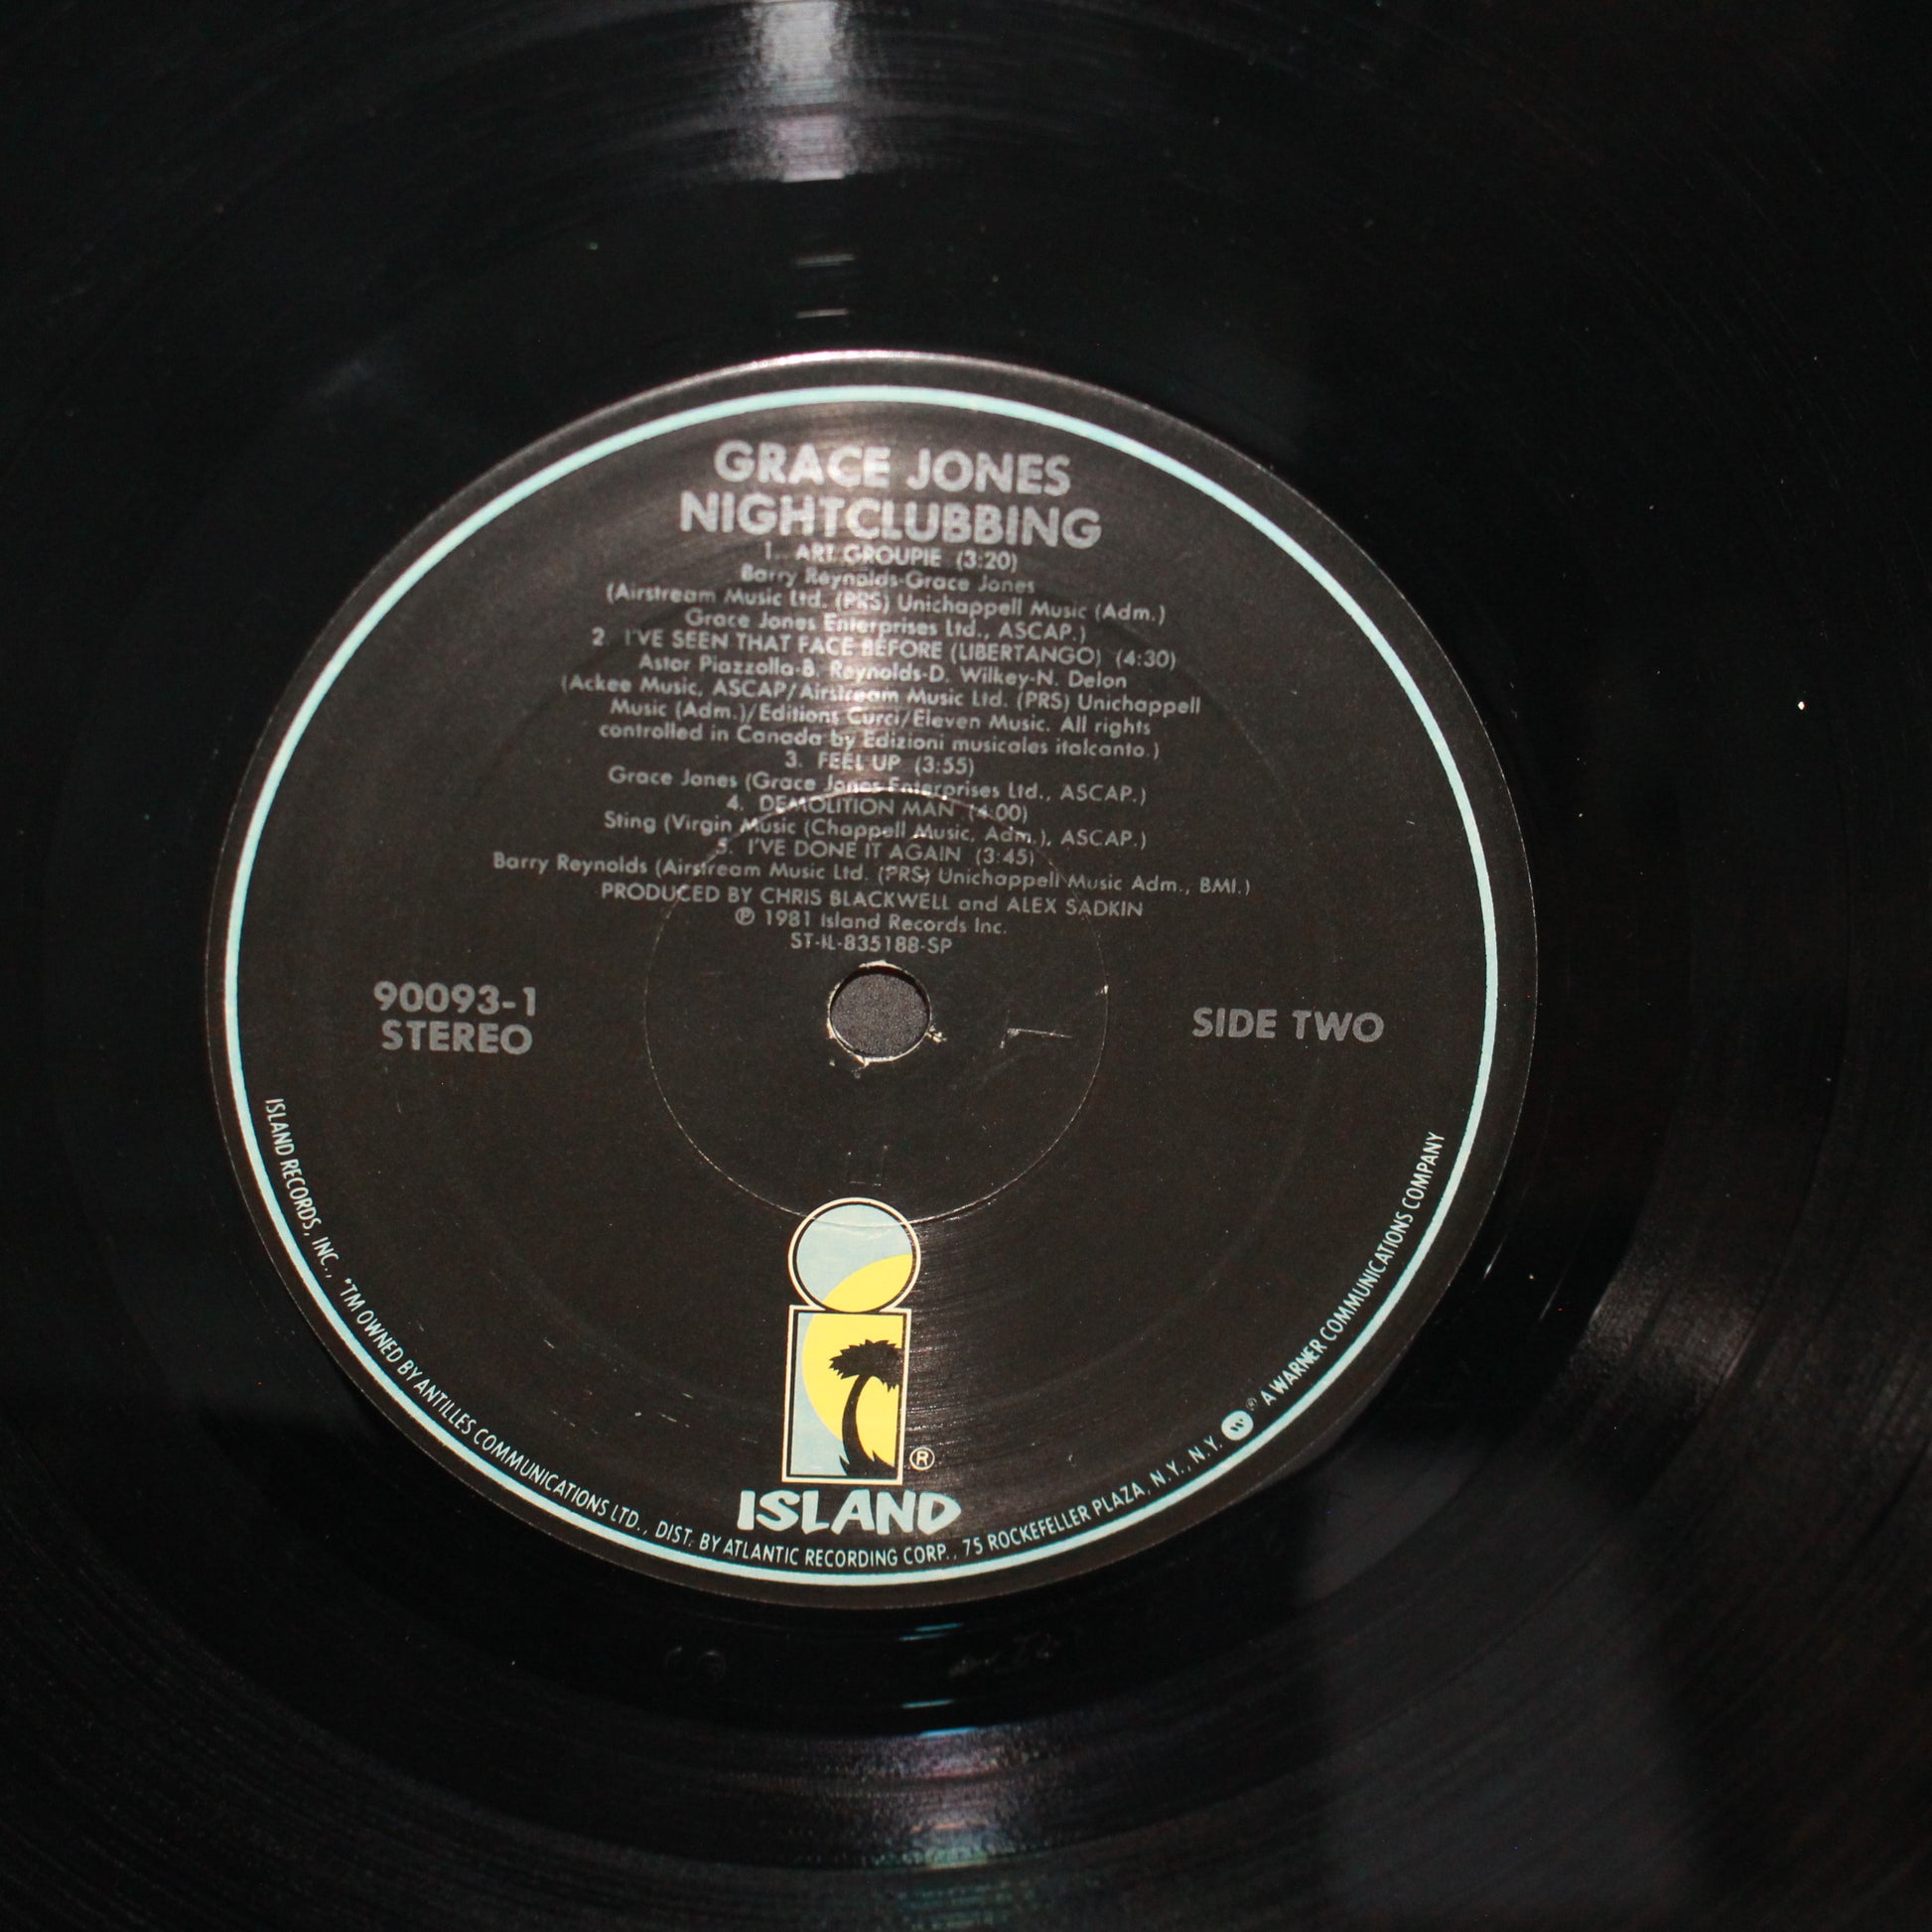 GRACE JONES
NIGHTCLUBBING
1. ART GROUPIE (3:20)
Barry Reynolds-Grace Jones
(Airstream Music Ltd. (PRS) Unichappell Music (Adm.)
Grace Jones Enterprises Ltd., ASCAP.)
2. I'VE SEEN THAT FACE BEFORE (LIBERTANGO) (4:30)
Astor Piazzolla-B. Reynolds-D. Wilkey-N. Delon
(Ackee Music, ASCAP/Airstream Music Ltd. (PRS) Unichappell
Music (Adm.)/Editions Curci/Eleven Music. All rights
controlled in Canada by Edizioni musicales italcanto.)
3. FEEL UP (3:55)
Grace Jones (Grace Jones Enterprises Ltd., ASCAP.)
4. DEMOLITION MAN (4:00)
Sting (Virgin Music (Chappell Music, Adm.), ASCAP.)
5. I'VE DONE IT AGAIN (3:45)
Barry Reynolds (Airstream Music Ltd. (PRS) Unichappell Music Adm., BMI.)
PRODUCED BY CHRIS BLACKWELL and ALEX SADKIN
℗ 1981 Island Records Inc.
ST-IL-835188-SP
90093-1
STEREO
SIDE TWO
®
ISLAND
ISLAND RECORDS, INC., *TM OWNED BY ANTILLES COMMUNICATIONS LTD., DIST. BY ATLANTIC RECORDING CORP., 75 ROCKEFELLER PLAZA, N.Y., N.Y. ® A WARNER COMMUNICATIONS COMPANY